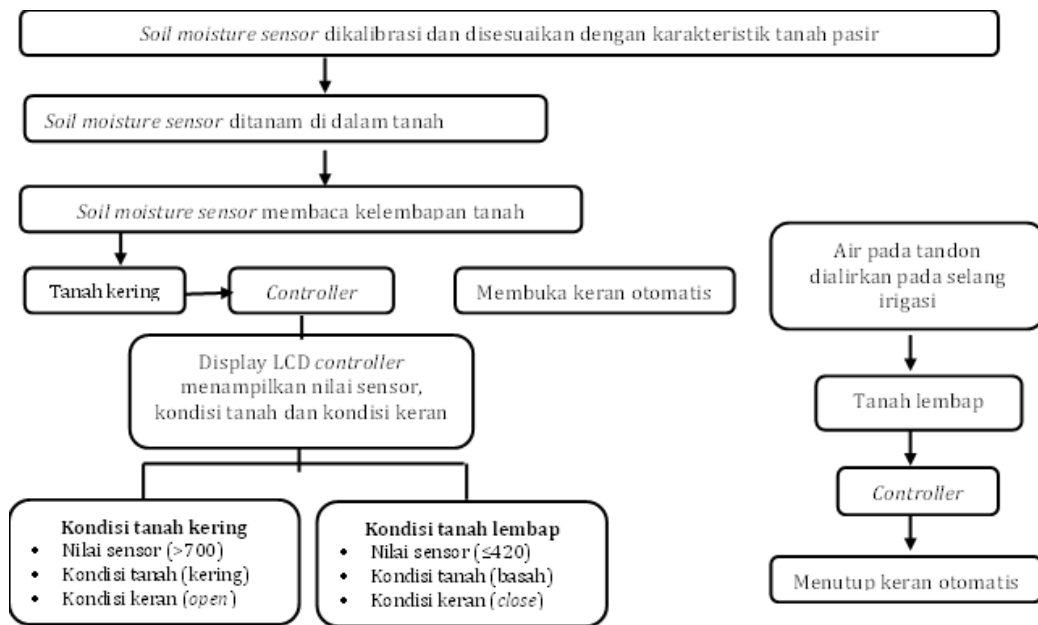 Soil moisture sensor dikalibrasi dan disesuaikan dengan karakteristik tanah pasir
Soil moisture sensor ditanam di dalam tanah
Soil moisture sensor membaca kelembapan tanah
Tanah kering
Controller
Membuka keran otomatis
Air pada tandon
dialirkan pada selang
irigasi
Display LCD controller
menampilkan nilai sensor,
kondisi tanah dan kondisi keran
Tanah lembap
Controller
Menutup keran otomatis
Kondisi tanah kering
• Nilai sensor (>700)
• Kondisi tanah (kering)
• Kondisi keran (open)
Kondisi tanah lembap
• Nilai sensor (≤420)
• Kondisi tanah (basah)
• Kondisi keran (close)